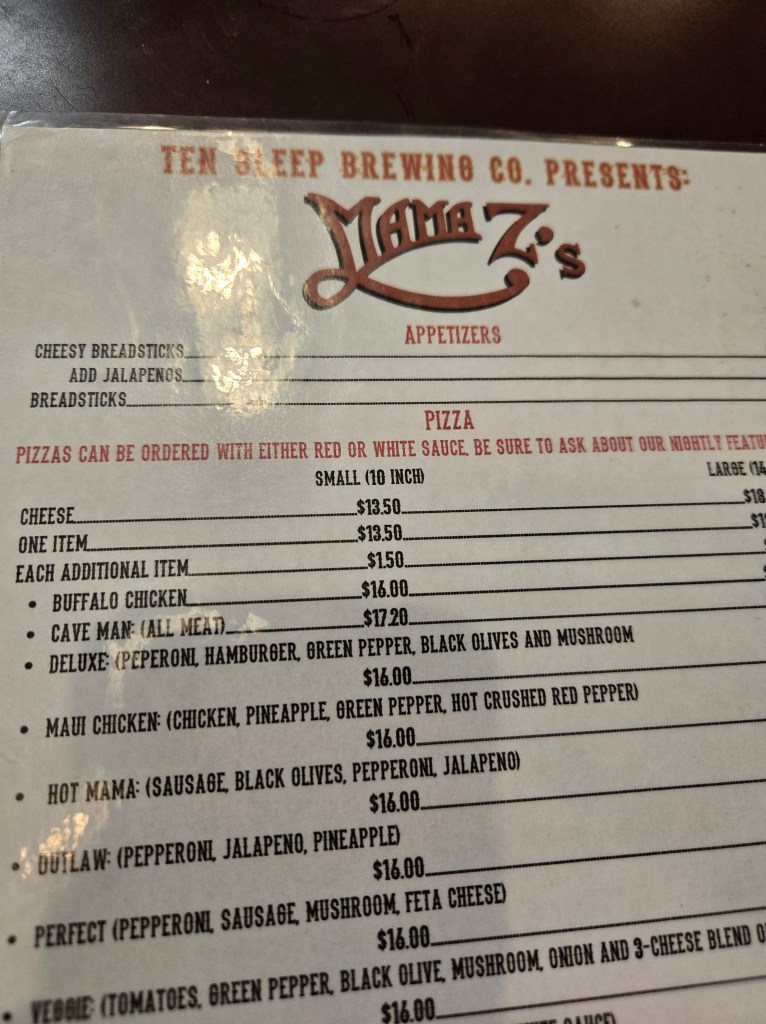 TEN SLEEP BREWING CO. PRESENTS:
MAMA Z's
APPETIZERS
CHEESY BREADSTICKS
ADD JALAPENOS
BREADSTICKS
PIZZA
PIZZAS CAN BE ORDERED WITH EITHER RED OR WHITE SAUCE, BE SURE TO ASK ABOUT OUR NIGHTLY
SMALL (10 INCH) LARGE (14
CHEESE $13.50 $18
ONE ITEM $13.50
EACH ADDITIONAL ITEM $1.50
• BUFFALO CHICKEN $16.00
• CAVE MAN: (ALL MEAT) $17.20
• DELUXE: (PEPERONI, HAMBURGER, GREEN PEPPER, BLACK OLIVES AND MUSHROOM
$16.00
• MAUI CHICKEN: (CHICKEN, PINEAPPLE, GREEN PEPPER, HOT CRUSHED RED PEPPER)
$16.00
• HOT MAMA: (SAUSAGE, BLACK OLIVES, PEPPERONI, JALAPENO)
$16.00
• OUTLAW: (PEPPERONI, JALAPENO, PINEAPPLE)
$16.00
• PERFECT (PEPPERONI, SAUSAGE, MUSHROOM, FETA CHEESE)
$16.00
• VEGGIE: (TOMATOES, GREEN PEPPER, BLACK OLIVE, MUSHROOM, ONION AND 3-CHEESE BLEND
$16.00
SAUCE)